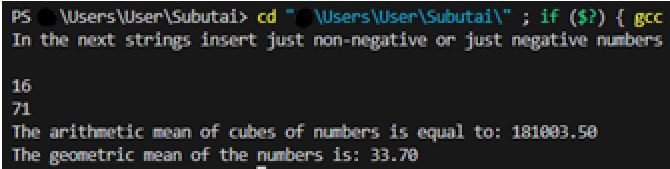 PS \Users\User\Subutai> cd "\Users\User\Subutai\" ; if ($?) { gcc
In the next strings insert just non-negative or just negative numbers
16
71
The arithmetic mean of cubes of numbers is equal to: 181003.50
The geometric mean of the numbers is: 33.70